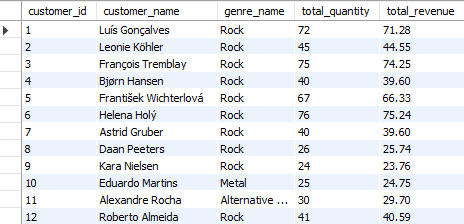 customer_id customer_name genre_name total_quantity total_revenue
1 Luís Gonçalves Rock 72 71.28
2 Leonie Köhler Rock 45 44.55
3 François Tremblay Rock 75 74.25
4 Bjørn Hansen Rock 40 39.60
5 František Wichterlová Rock 67 66.33
6 Helena Holý Rock 76 75.24
7 Astrid Gruber Rock 40 39.60
8 Daan Peeters Rock 26 25.74
9 Kara Nielsen Rock 24 23.76
10 Eduardo Martins Metal 25 24.75
11 Alexandre Rocha Alternative ... 30 29.70
12 Roberto Almeida Rock 41 40.59